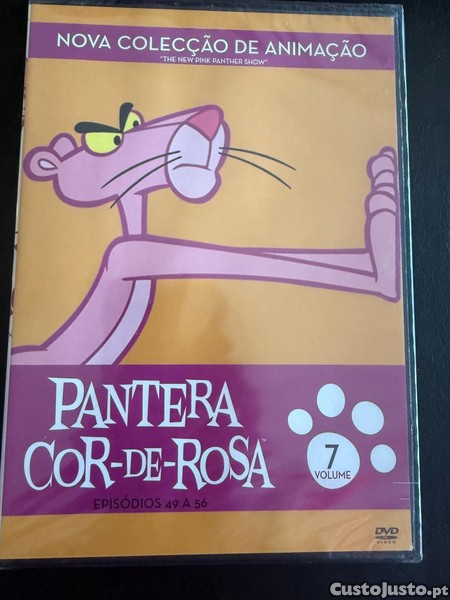 NOVA COLECÇÃO DE ANIMAÇÃO
"THE NEW PINK PANTHER SHOW"
PANTERA
COR-DE-ROSA™
7
VOLUME
EPISÓDIOS 49 A 56
DVD
VIDEO
CustoJusto.pt